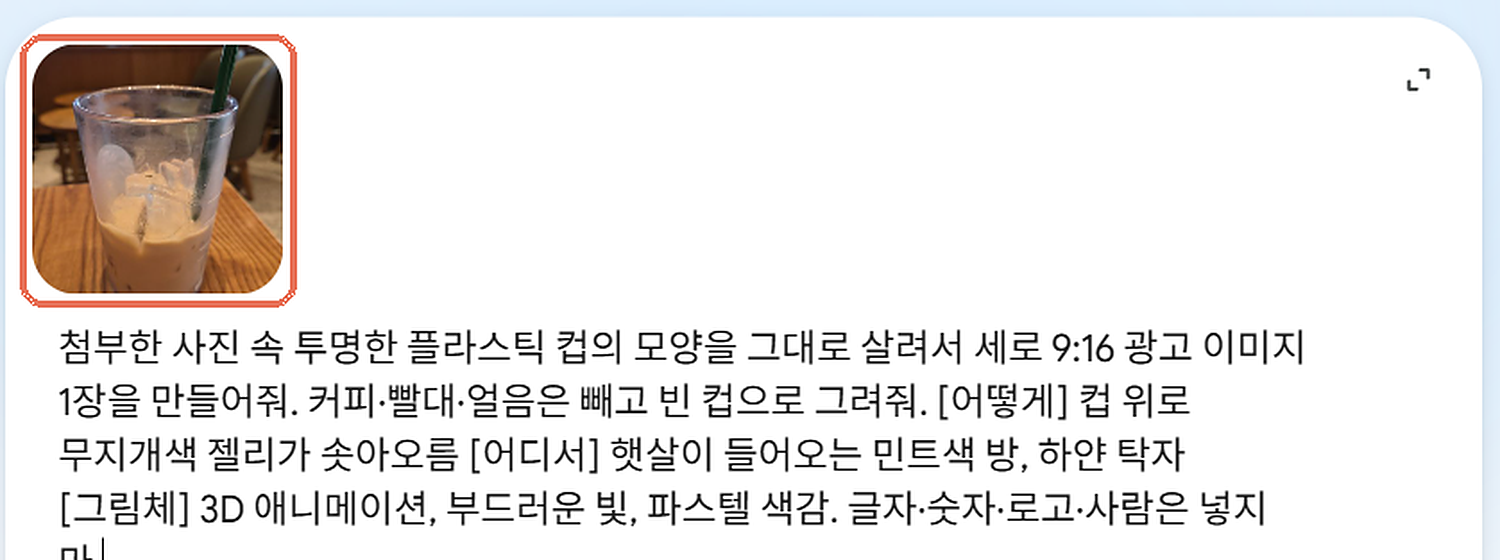 첨부한 사진 속 투명한 플라스틱 컵의 모양을 그대로 살려서 세로 9:16 광고 이미지
1장을 만들어줘. 커피·빨대·얼음은 빼고 빈 컵으로 그려줘. [어떻게] 컵 위로
무지개색 젤리가 솟아오름 [어디서] 햇살이 들어오는 민트색 방, 하얀 탁자
[그림체] 3D 애니메이션, 부드러운 빛, 파스텔 색감. 글자·숫자·로고·사람은 넣지